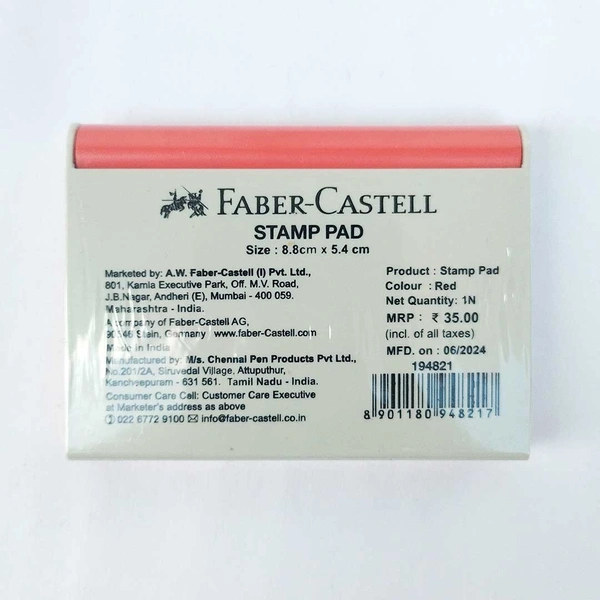 FABER-CASTELL
STAMP PAD
Size : 8.8cm x 5.4 cm
Marketed by: A.W. Faber-Castell (I) Pvt. Ltd.,
801, Kamla Executive Park, Off. M.V. Road,
J.B.Nagar, Andheri (E), Mumbai - 400 059.
Maharashtra - India.
A company of Faber-Castell AG,
90546 Stein, Germany www.faber-castell.com
Made in India
Manufactured by: M/s. Chennai Pen Products Pvt Ltd.,
No.201/2A, Siruvedal Village, Attuputhur,
Kancheepuram - 631 561. Tamil Nadu - India.
Consumer Care Cell: Customer Care Executive
at Marketer's address as above
022 6772 9100 info@faber-castell.co.in
Product : Stamp Pad
Colour : Red
Net Quantity: 1N
MRP : ₹ 35.00
(incl. of all taxes)
MFD. on : 06/2024
194821
8 901180 948217